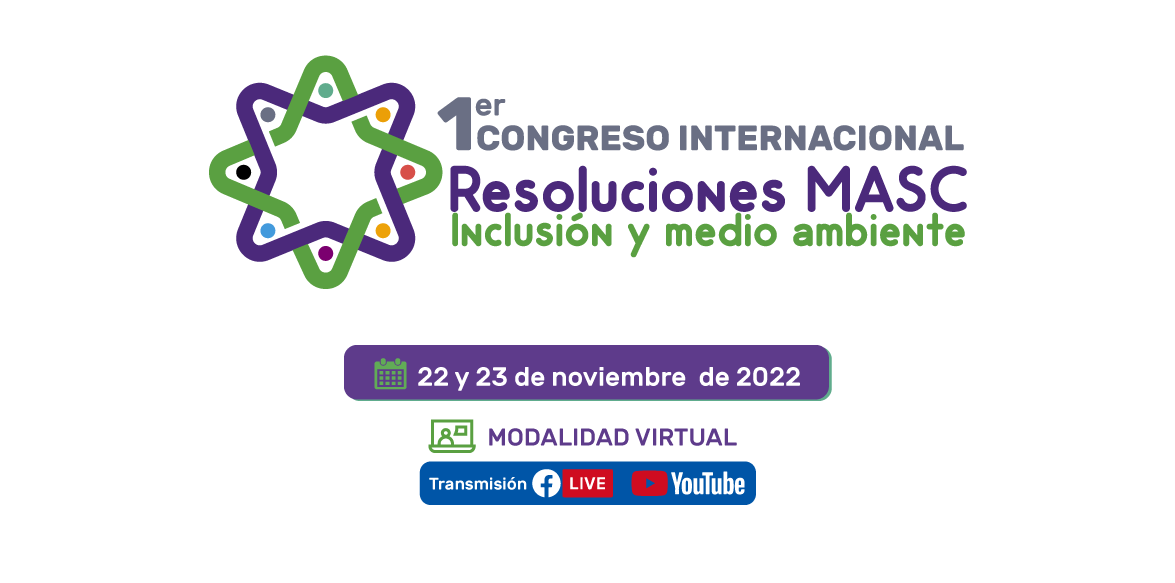 1er
CONGRESO INTERNACIONAL
Resoluciones MASC
Inclusión y medio ambiente
22 y 23 de noviembre de 2022
MODALIDAD VIRTUAL
Transmisión LIVE YouTube